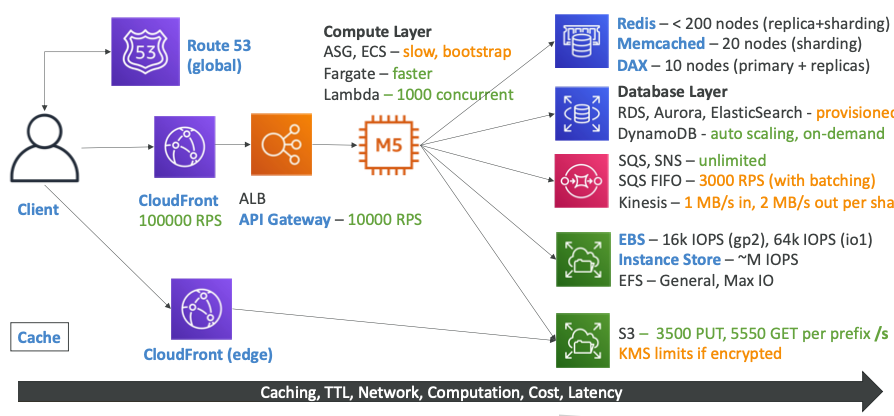 53
Route 53
(global)
Client
CloudFront
100000 RPS
ALB
API Gateway – 10000 RPS
Compute Layer
ASG, ECS – slow, bootstrap
Fargate – faster
Lambda – 1000 concurrent
M5
Redis – < 200 nodes (replica+sharding)
Memcached – 20 nodes (sharding)
DAX – 10 nodes (primary + replicas)
Database Layer
RDS, Aurora, ElasticSearch - provisioned
DynamoDB - auto scaling, on-demand
SQS, SNS – unlimited
SQS FIFO – 3000 RPS (with batching)
Kinesis – 1 MB/s in, 2 MB/s out per sha
EBS – 16k IOPS (gp2), 64k IOPS (io1)
Instance Store – ~M IOPS
EFS – General, Max IO
S3 – 3500 PUT, 5550 GET per prefix /s
KMS limits if encrypted
CloudFront (edge)
Cache
Caching, TTL, Network, Computation, Cost, Latency